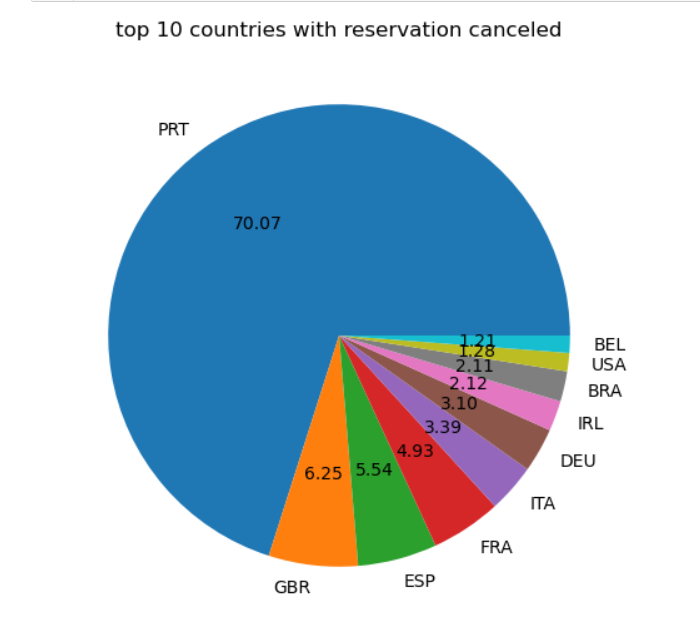 top 10 countries with reservation canceled
PRT
70.07
1.21
BEL
1.28
USA
2.11
BRA
2.12
IRL
3.10
DEU
3.39
ITA
4.93
FRA
5.54
ESP
6.25
GBR